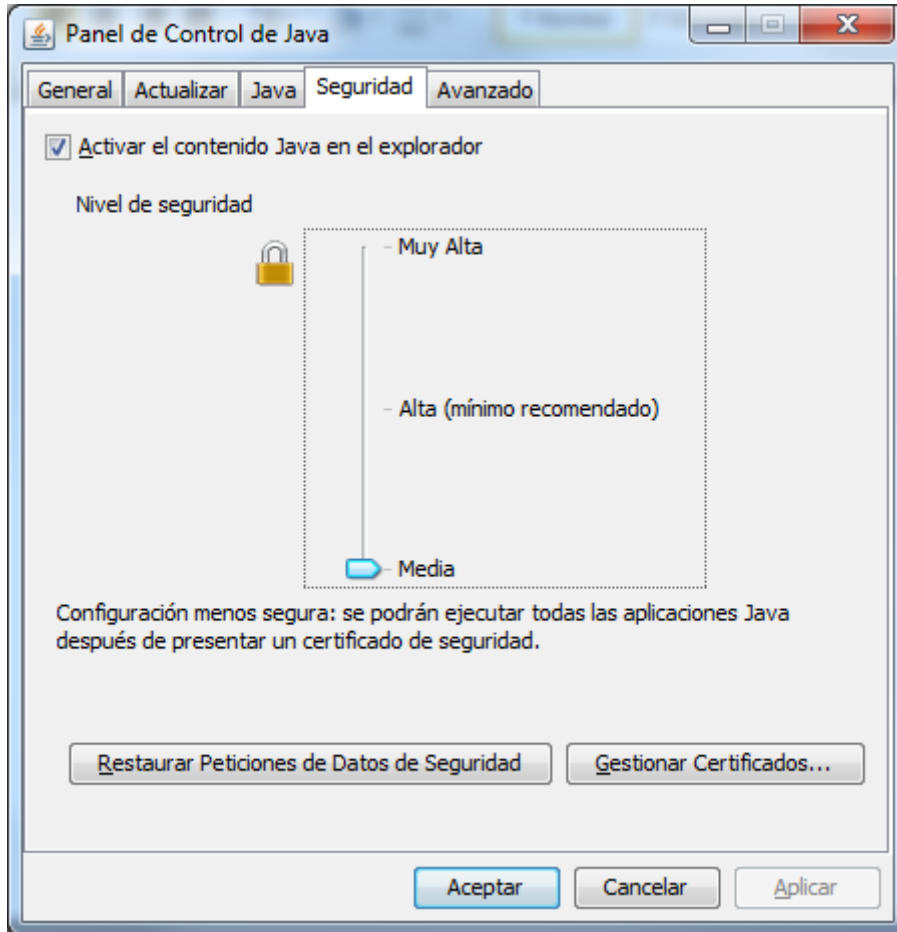 Panel de Control de Java
General Actualizar Java Seguridad Avanzado
Activar el contenido Java en el explorador
Nivel de seguridad
Muy Alta
Alta (mínimo recomendado)
Media
Configuración menos segura: se podrán ejecutar todas las aplicaciones Java
después de presentar un certificado de seguridad.
Restaurar Peticiones de Datos de Seguridad Gestionar Certificados...
Aceptar Cancelar Aplicar